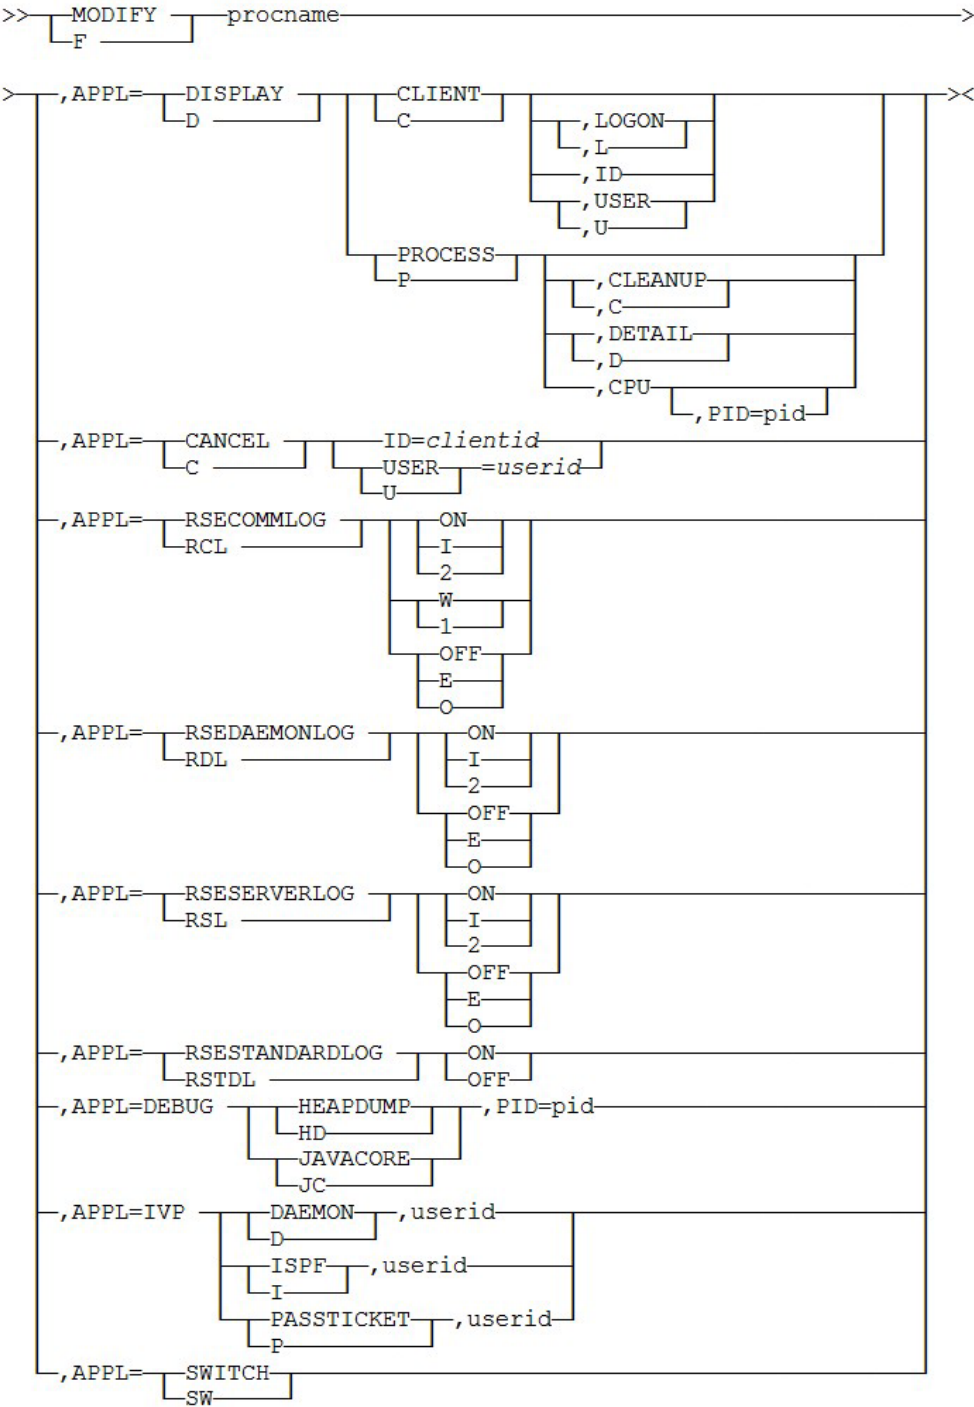 >> MODIFY procname >
F
> ,APPL= DISPLAY CLIENT ><
D C ,LOGON
,L
,ID
,USER
,U
PROCESS
P ,CLEANUP
,C
,DETAIL
,D
,CPU
,PID=pid
,APPL= CANCEL ID=clientid
C USER =userid
U
,APPL= RSECOMMLOG ON
RCL I
2
W
1
OFF
E
O
,APPL= RSEDAEMONLOG ON
RDL I
2
OFF
E
O
,APPL= RSESERVERLOG ON
RSL I
2
OFF
E
O
,APPL= RSESTANDARDLOG ON
RSTDL OFF
,APPL=DEBUG HEAPDUMP ,PID=pid
HD
JAVACORE
JC
,APPL=IVP DAEMON ,userid
D
ISPF ,userid
I
PASSTICKET ,userid
P
,APPL= SWITCH
SW